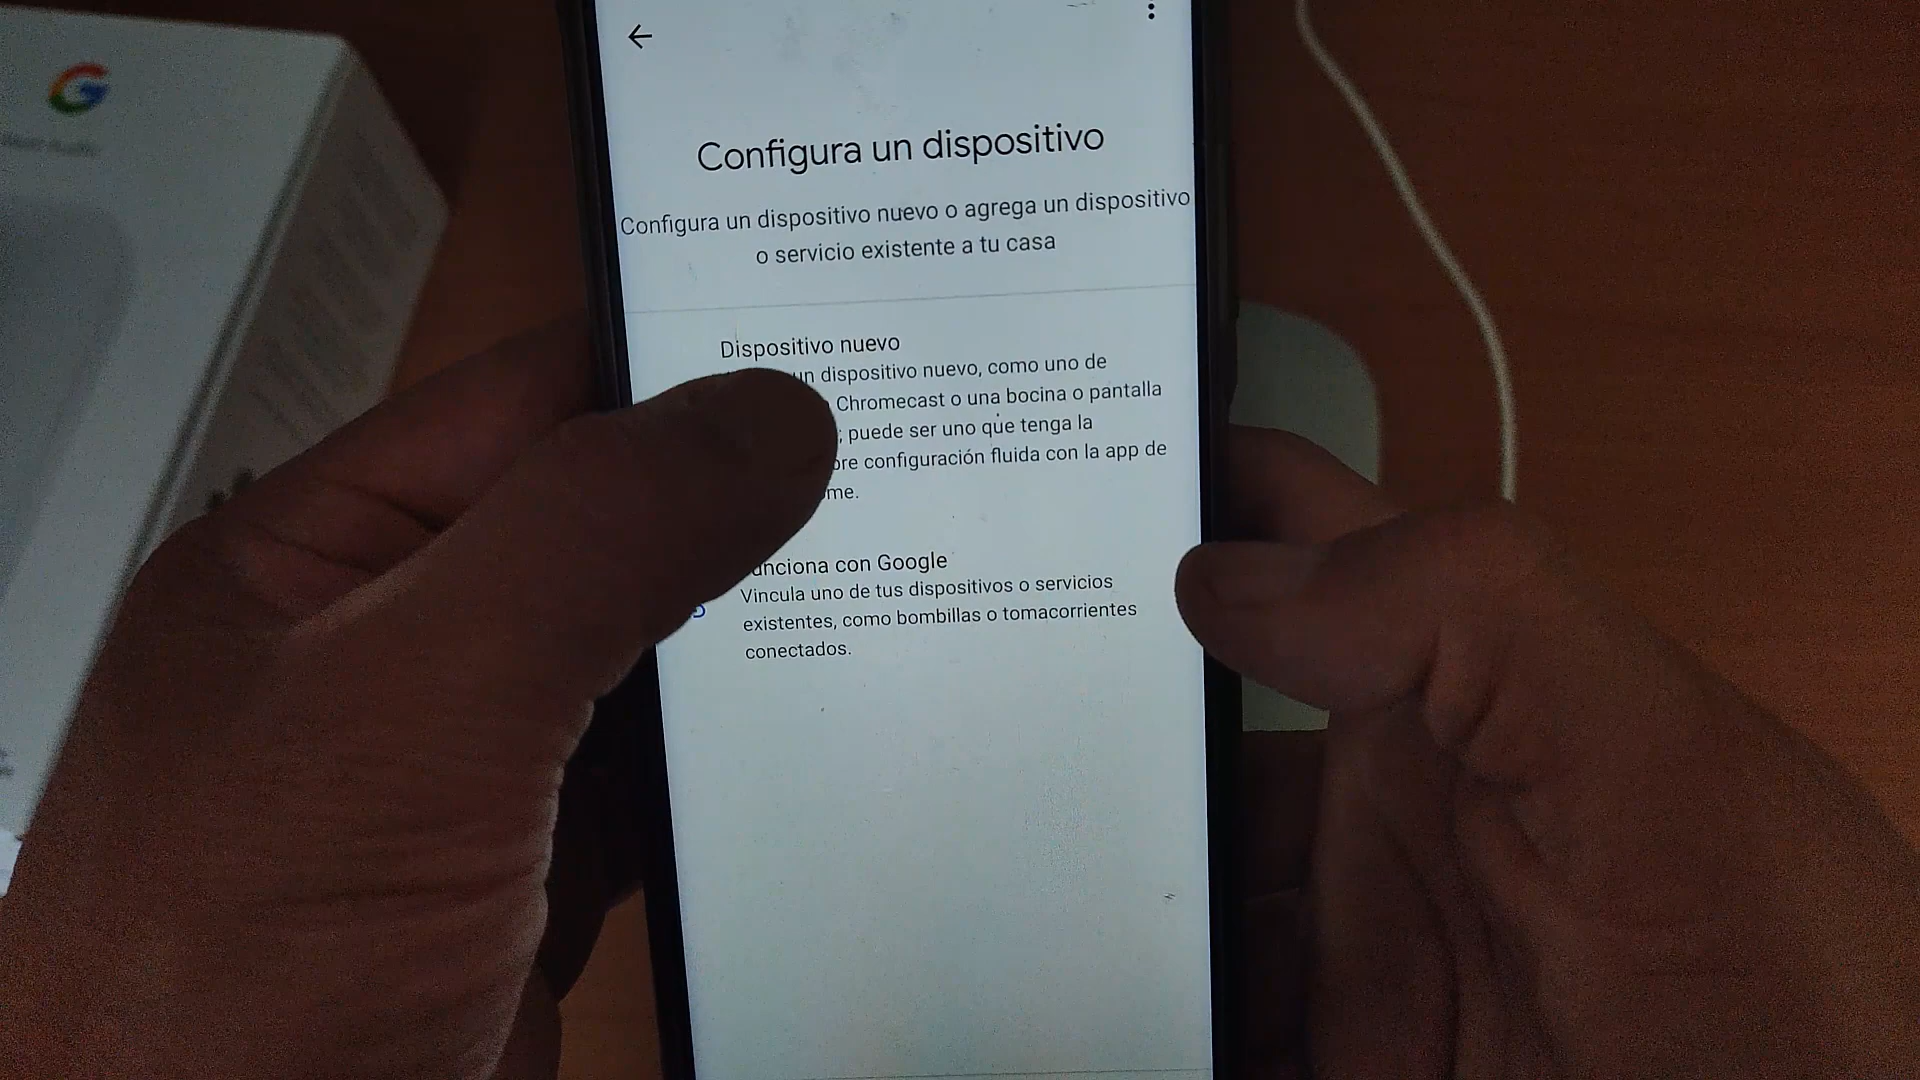 Configura un dispositivo
Configura un dispositivo nuevo o agrega un dispositivo
o servicio existente a tu casa
Dispositivo nuevo
un dispositivo nuevo, como uno de
Chromecast o una bocina o pantalla
; puede ser uno que tenga la
configuración fluida con la app de
Funciona con Google
Vincula uno de tus dispositivos o servicios
existentes, como bombillas o tomacorrientes
conectados.